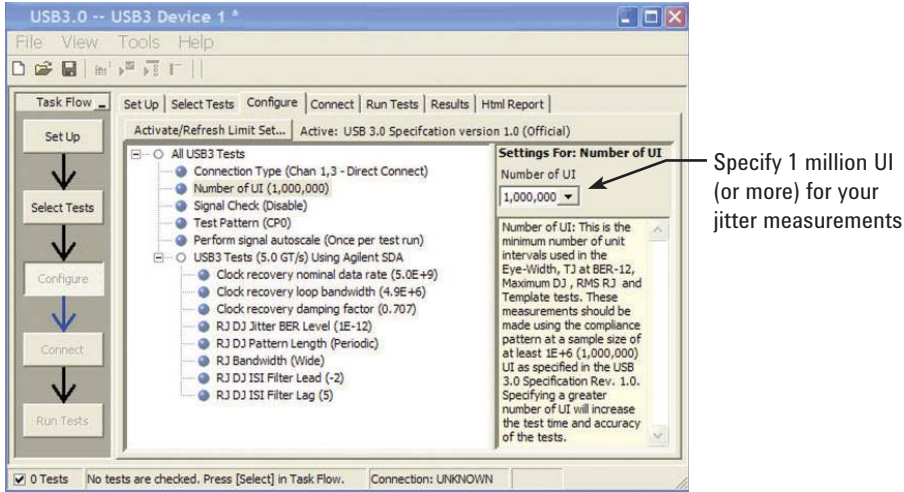 USB3.0 -- USB3 Device 1 *
File View Tools Help
Task Flow
Set Up
Select Tests
Configure
Connect
Run Tests
Set Up Select Tests Configure Connect Run Tests Results Html Report
Activate/Refresh Limit Set... Active: USB 3.0 Specifcation version 1.0 (Official)
All USB3 Tests
Connection Type (Chan 1,3 - Direct Connect)
Number of UI (1,000,000)
Signal Check (Disable)
Test Pattern (CP0)
Perform signal autoscale (Once per test run)
USB3 Tests (5.0 GT/s) Using Agilent SDA
Clock recovery nominal data rate (5.0E+9)
Clock recovery loop bandwidth (4.9E+6)
Clock recovery damping factor (0.707)
RJ DJ Jitter BER Level (1E-12)
RJ DJ Pattern Length (Periodic)
RJ Bandwidth (Wide)
RJ DJ ISI Filter Lead (-2)
RJ DJ ISI Filter Lag (5)
Settings For: Number of UI
Number of UI
1,000,000
Number of UI: This is the
minimum number of unit
intervals used in the
Eye-Width, TJ at BER-12,
Maximum DJ , RMS RJ and
Template tests. These
measurements should be
made using the compliance
pattern at a sample size of
at least 1E+6 (1,000,000)
UI as specified in the USB
3.0 Specification Rev. 1.0.
Specifying a greater
number of UI will increase
the test time and accuracy
of the tests.
Specify 1 million UI
(or more) for your
jitter measurements
0 Tests No tests are checked. Press [Select] in Task Flow. Connection: UNKNOWN